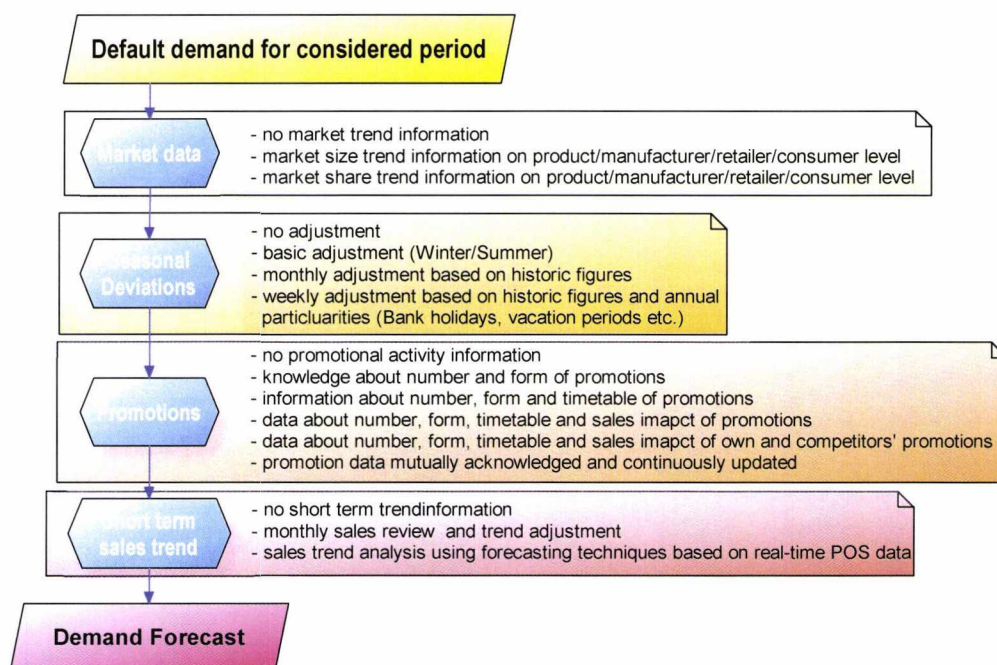 Default demand for considered period
Market data
- no market trend information
- market size trend information on product/manufacturer/retailer/consumer level
- market share trend information on product/manufacturer/retailer/consumer level
Seasonal
Deviations
- no adjustment
- basic adjustment (Winter/Summer)
- monthly adjustment based on historic figures
- weekly adjustment based on historic figures and annual
particluarities (Bank holidays, vacation periods etc.)
Promotions
- no promotional activity information
- knowledge about number and form of promotions
- information about number, form and timetable of promotions
- data about number, form, timetable and sales imapct of promotions
- data about number, form, timetable and sales imapct of own and competitors' promotions
- promotion data mutually acknowledged and continuously updated
Short term
sales trend
- no short term trendinformation
- monthly sales review and trend adjustment
- sales trend analysis using forecasting techniques based on real-time POS data
Demand Forecast